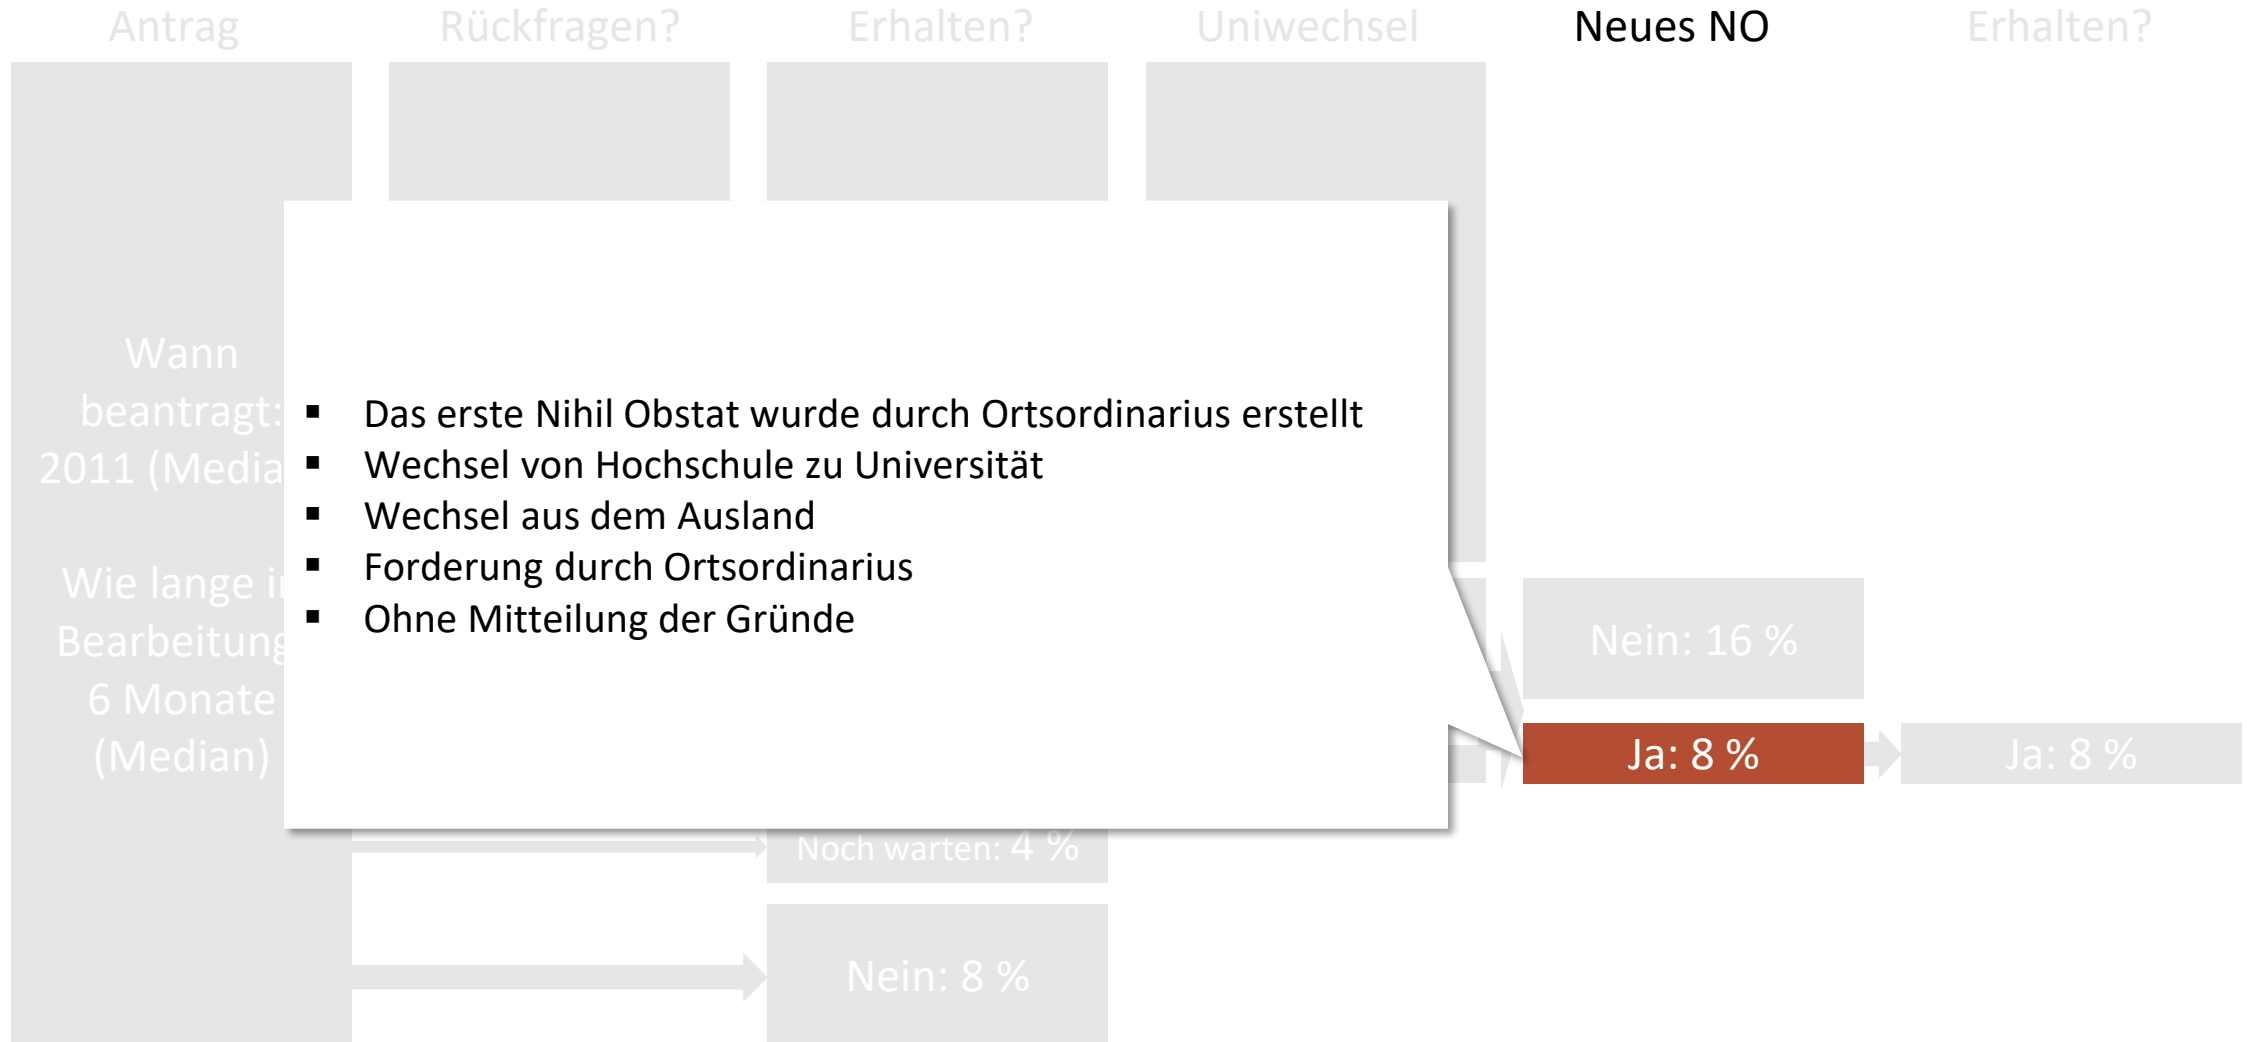 Antrag
Rückfragen?
Erhalten?
Uniwechsel
Neues NO
Erhalten?
Wann
beantragt:
2011 (Media
Wie lange i
Bearbeitung
6 Monate
(Median)
▪ Das erste Nihil Obstat wurde durch Ortsordinarius erstellt
▪ Wechsel von Hochschule zu Universität
▪ Wechsel aus dem Ausland
▪ Forderung durch Ortsordinarius
▪ Ohne Mitteilung der Gründe
Nein: 16 %
Ja: 8 %
Ja: 8 %
Noch warten: 4 %
Nein: 8 %